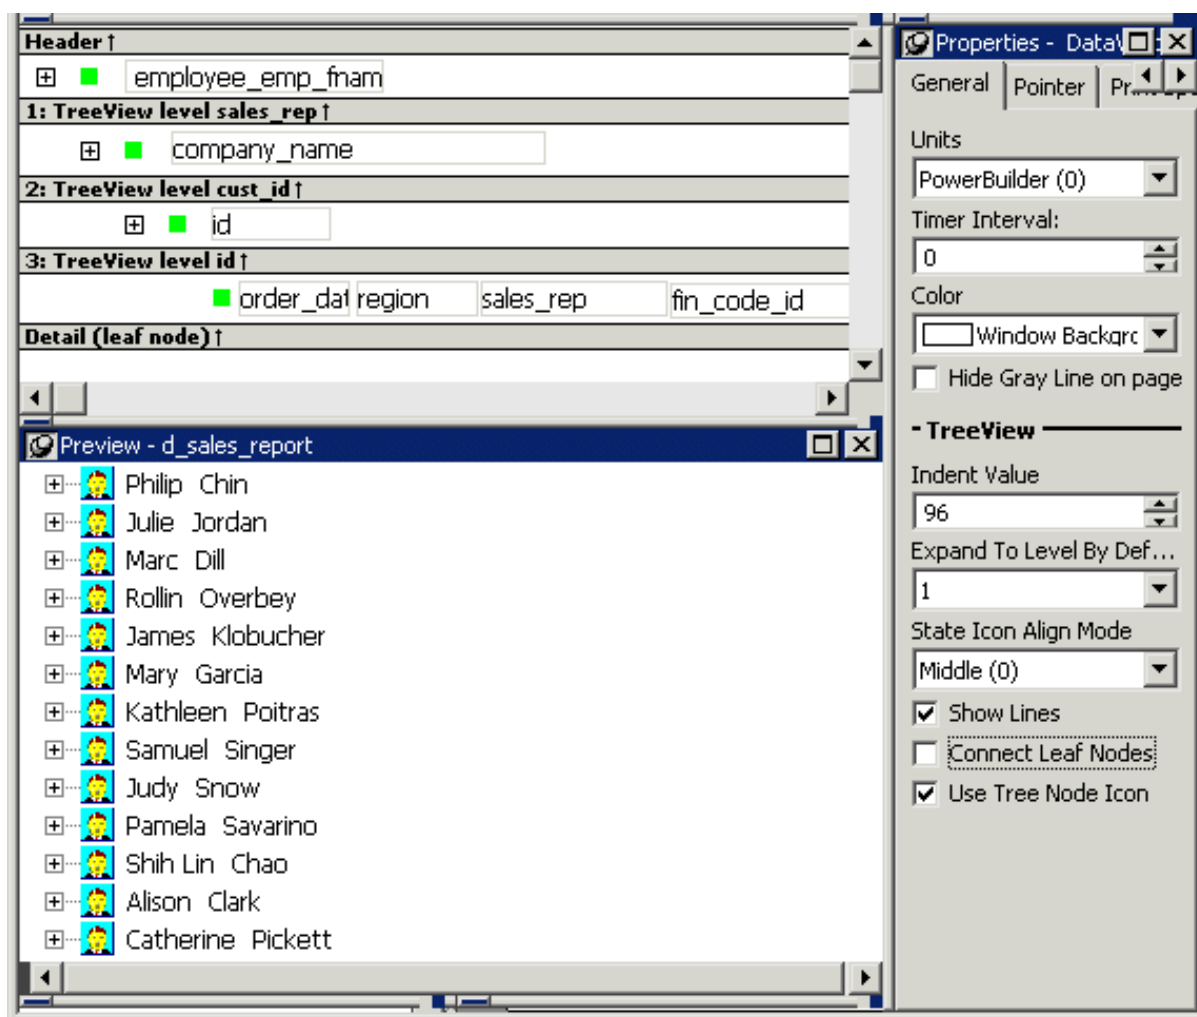 Header ↑
employee_emp_fnam
1: TreeView level sales_rep ↑
company_name
2: TreeView level cust_id ↑
id
3: TreeView level id ↑
order_dat region sales_rep fin_code_id
Detail (leaf node) ↑
Preview - d_sales_report
Philip Chin
Julie Jordan
Marc Dill
Rollin Overbey
James Klobucher
Mary Garcia
Kathleen Poitras
Samuel Singer
Judy Snow
Pamela Savarino
Shih Lin Chao
Alison Clark
Catherine Pickett
Properties - Data
General Pointer
Units
PowerBuilder (0)
Timer Interval:
0
Color
Window Backgrc
Hide Gray Line on page
- TreeView
Indent Value
96
Expand To Level By Def...
1
State Icon Align Mode
Middle (0)
Show Lines
Connect Leaf Nodes
Use Tree Node Icon